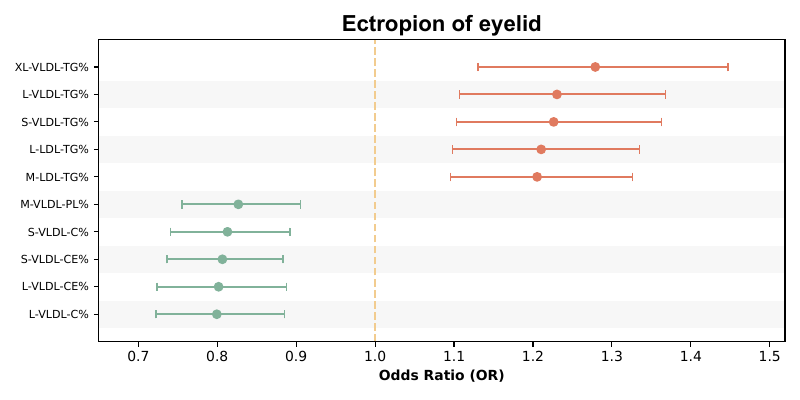 Ectropion of eyelid
XL-VLDL-TG%
L-VLDL-TG%
S-VLDL-TG%
L-LDL-TG%
M-LDL-TG%
M-VLDL-PL%
S-VLDL-C%
S-VLDL-CE%
L-VLDL-CE%
L-VLDL-C%
0.7 0.8 0.9 1.0 1.1 1.2 1.3 1.4 1.5
Odds Ratio (OR)